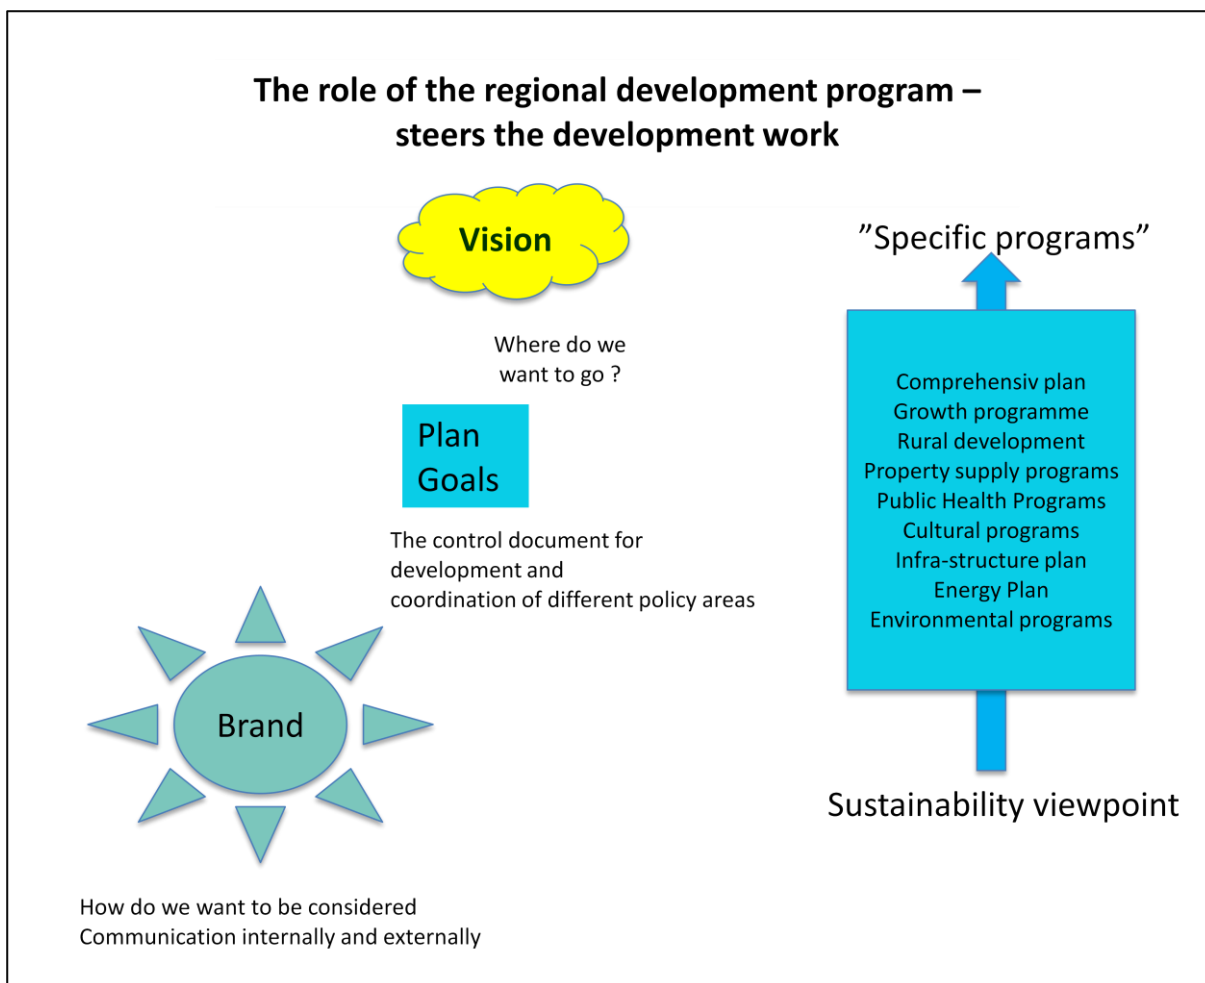 The role of the regional development program –
steers the development work
Vision
Where do we
want to go ?
Plan
Goals
The control document for
development and
coordination of different policy areas
Brand
How do we want to be considered
Communication internally and externally
”Specific programs”
Comprehensiv plan
Growth programme
Rural development
Property supply programs
Public Health Programs
Cultural programs
Infra-structure plan
Energy Plan
Environmental programs
Sustainability viewpoint